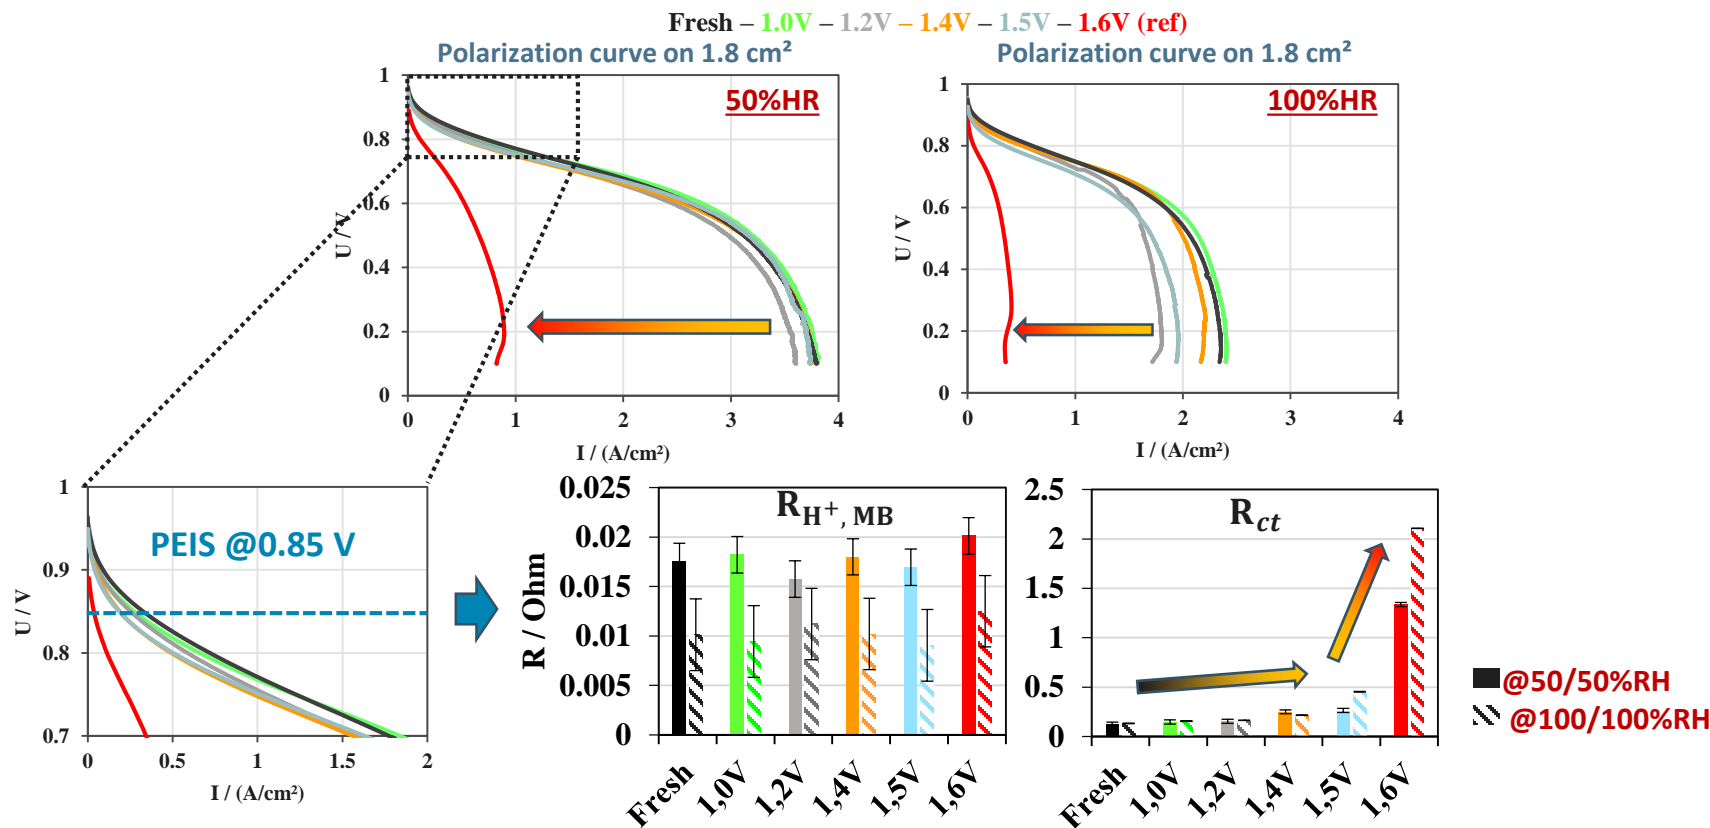 Fresh – 1.0V – 1.2V – 1.4V – 1.5V – 1.6V (ref)
Polarization curve on 1.8 cm²
Polarization curve on 1.8 cm²
1
0.8
0.6
0.4
0.2
0
U / V
50%HR
0
1
2
3
4
I / (A/cm²)
1
0.8
0.6
0.4
0.2
0
U / V
100%HR
0
1
2
3
4
I / (A/cm²)
1
0.9
0.8
0.7
U / V
PEIS @0.85 V
0
0.5
1
1.5
2
I / (A/cm²)
0.025
0.02
0.015
0.01
0.005
0
R / Ohm
R_H⁺, MB
Fresh
1,0V
1,2V
1,4V
1,5V
1,6V
2.5
2
1.5
1
0.5
0
R_ct
Fresh
1,0V
1,2V
1,4V
1,5V
1,6V
@50/50%RH
@100/100%RH